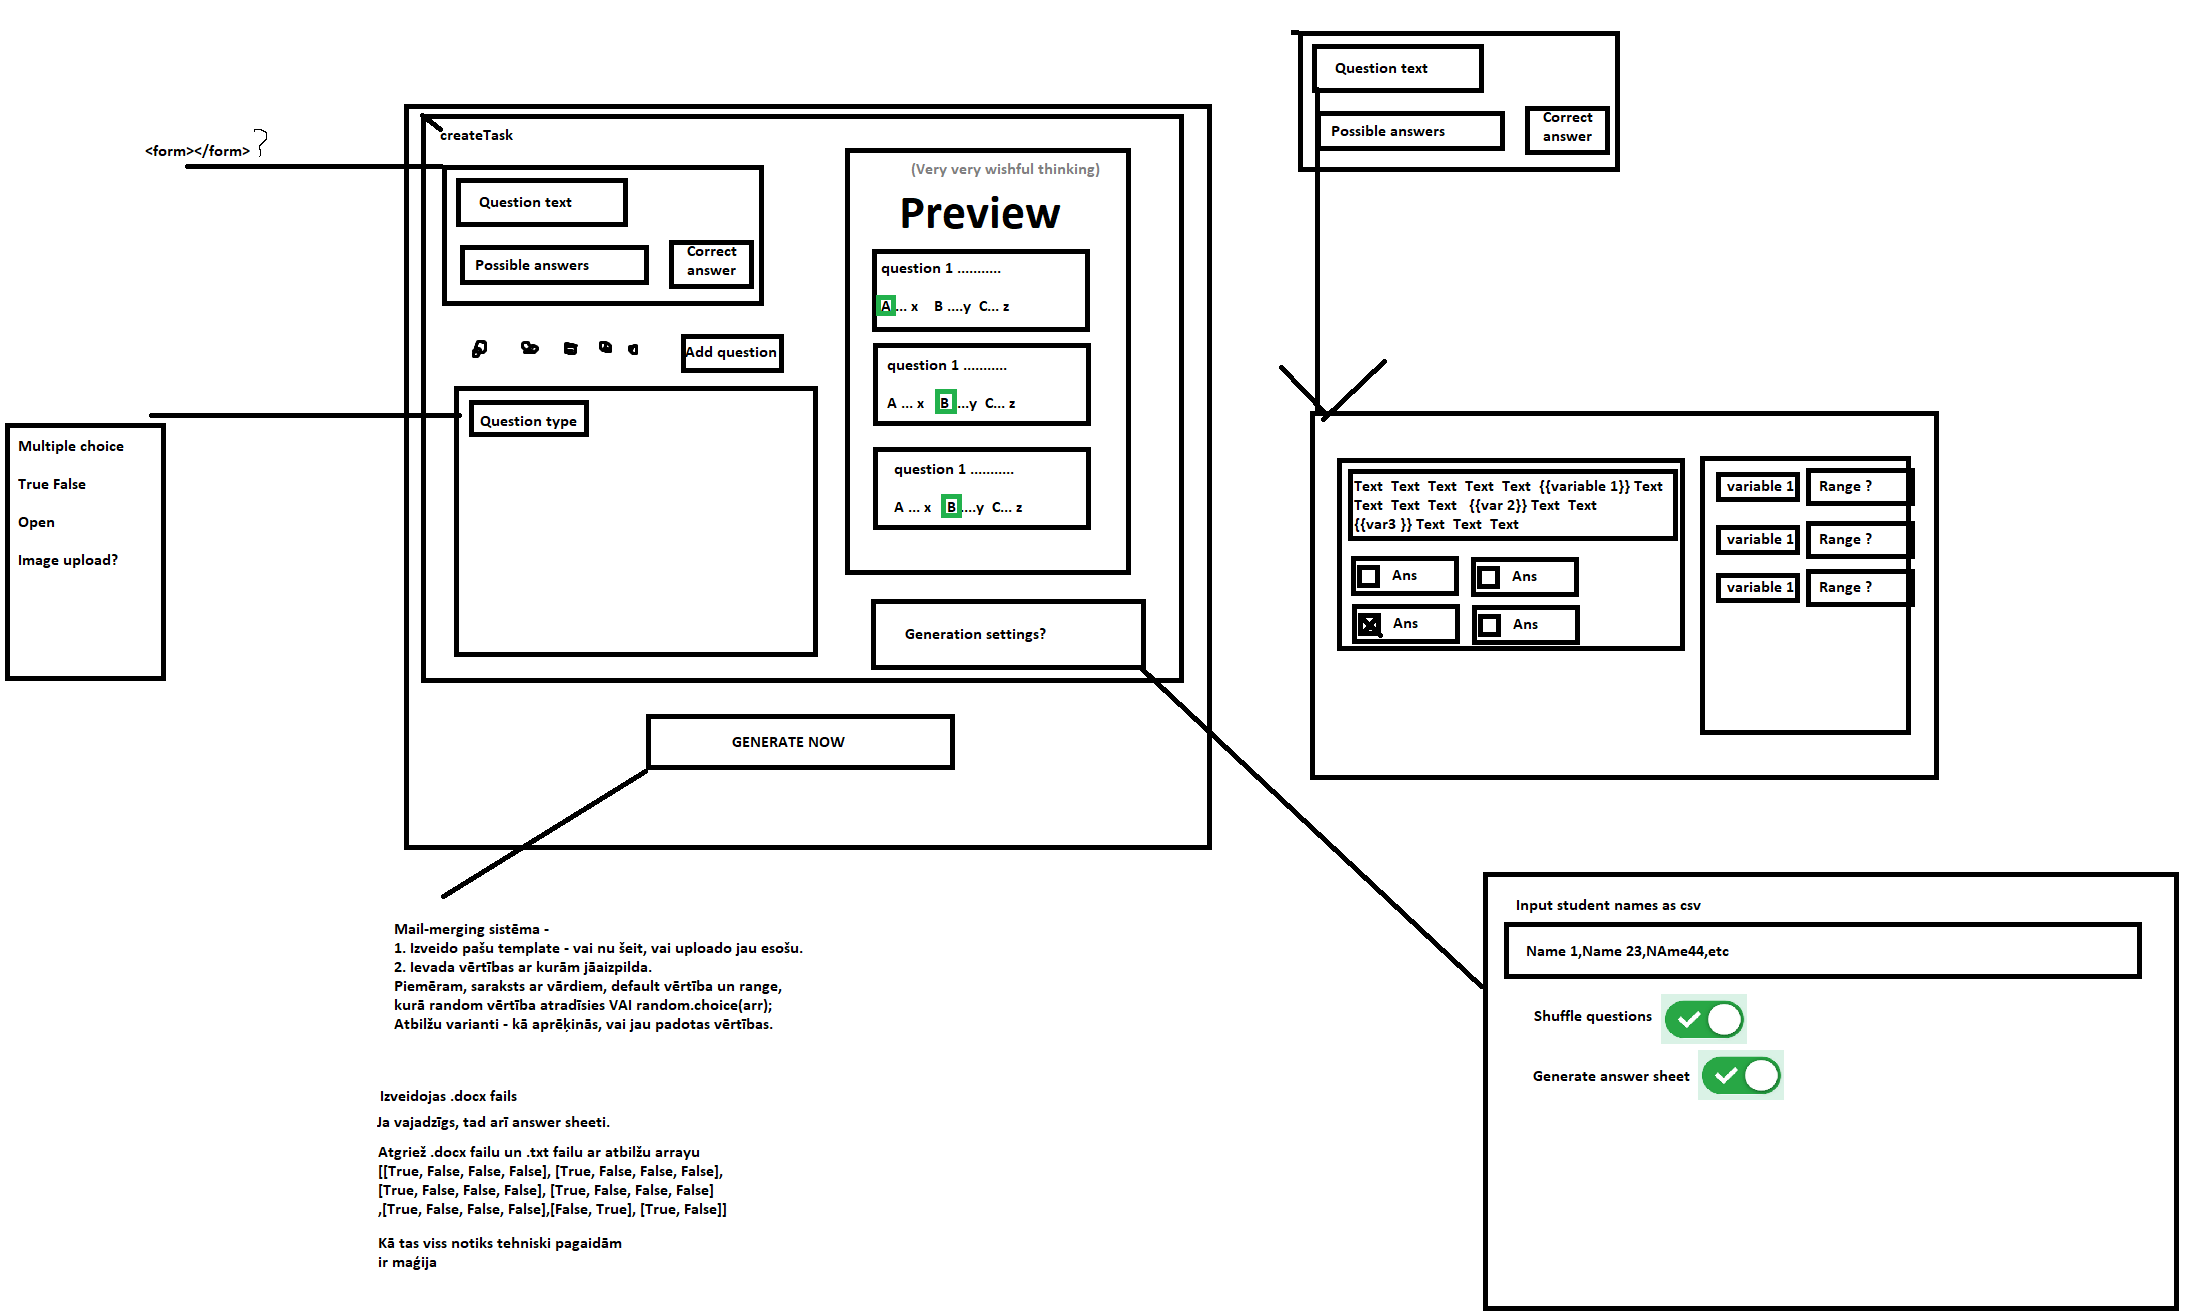 <form></form>?
createTask
Question text
Possible answers
Correct
answer
Add question
Question type
Multiple choice
True False
Open
Image upload?
(Very very wishful thinking)
Preview
question 1 ...........
A ... x B ....y C... z
question 1 ...........
A ... x B ...y C... z
question 1 ...........
A ... x B ....y C... z
Generation settings?
GENERATE NOW
Mail-merging sistēma -
1. Izveido pašu template - vai nu šeit, vai uploado jau esošu.
2. Ievada vērtības ar kurām jāaizpilda.
Piemēram, saraksts ar vārdiem, default vērtība un range,
kurā random vērtība atradīsies VAI random.choice(arr);
Atbilžu varianti - kā aprēķinās, vai jau padotas vērtības.
Izveidojas .docx fails
Ja vajadzīgs, tad arī answer sheeti.
Atgriež .docx failu un .txt failu ar atbilžu arrayu
[[True, False, False, False], [True, False, False, False],
[True, False, False, False], [True, False, False, False]
,[True, False, False, False],[False, True], [True, False]]
Kā tas viss notiks tehniski pagaidām
ir maģija
Question text
Possible answers
Correct
answer
Text Text Text Text Text {{variable 1}} Text
Text Text Text {{var 2}} Text Text
{{var3 }} Text Text Text
Ans
Ans
Ans
Ans
variable 1 Range ?
variable 1 Range ?
variable 1 Range ?
Input student names as csv
Name 1,Name 23,NAme44,etc
Shuffle questions
Generate answer sheet